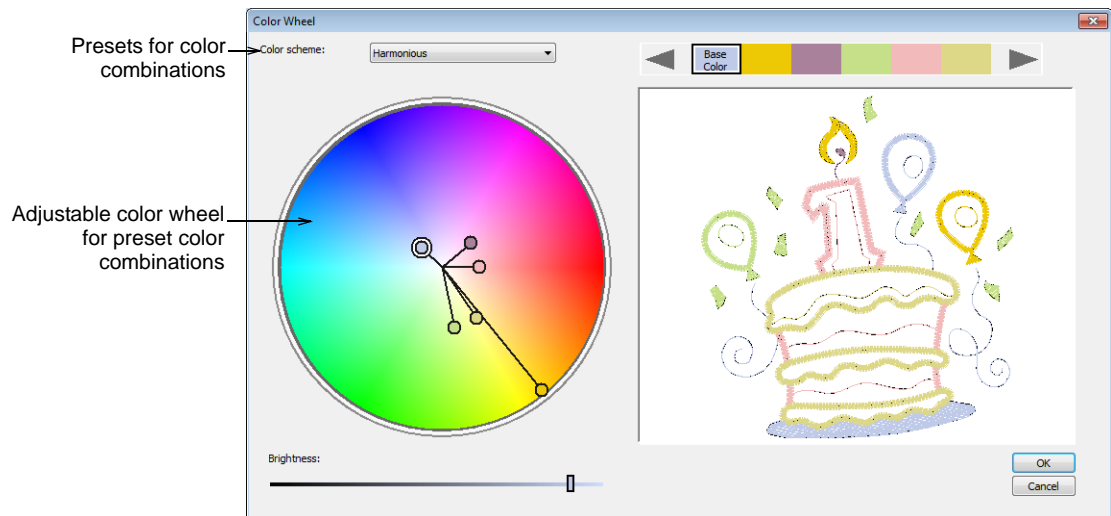 Color Wheel
Presets for color
combinations
Color scheme:
Harmonious
Base
Color
Adjustable color wheel
for preset color
combinations
1
Brightness:
OK
Cancel